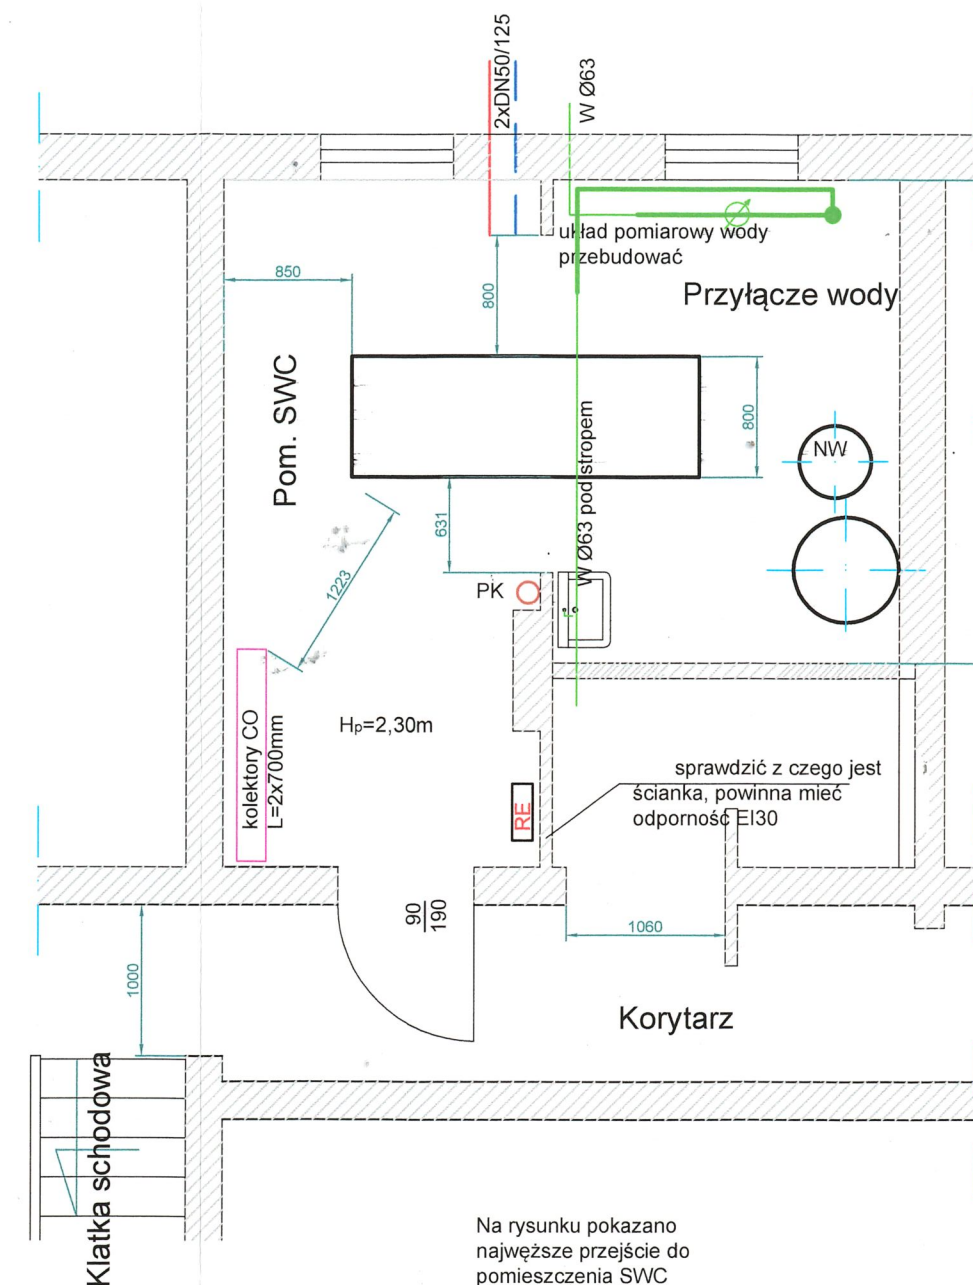 2xDN50/125
W Ø63
układ pomiarowy wody
przebudować
850
800
Przyłącze wody
Pom. SWC
800
NW
W Ø63 pod stropem
631
1223
PK
kolektory CO
L=2x700mm
Hp=2,30m
sprawdzić z czego jest
ścianka, powinna mieć
odporność EI30
RE
90
190
1060
1000
Korytarz
Klatka schodowa
Na rysunku pokazano
najwęższe przejście do
pomieszczenia SWC